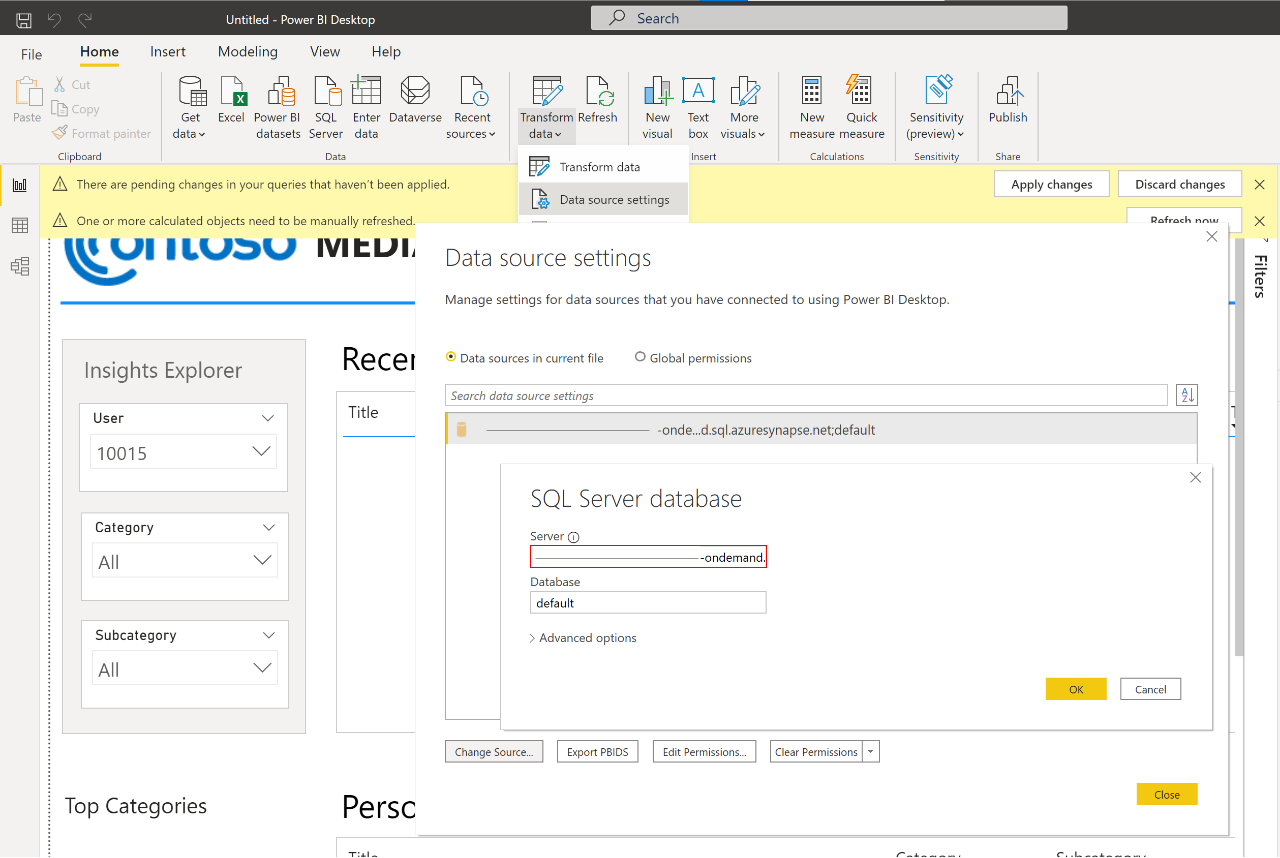 Untitled - Power BI Desktop
Search
File
Home
Insert
Modeling
View
Help
Paste
Cut
Copy
Format painter
Get data
Excel
Power BI datasets
SQL Server
Enter data
Dataverse
Recent sources
Transform data
Refresh
New visual
Text box
More visuals
New measure
Quick measure
Sensitivity (preview)
Publish
Clipboard
Data
Insert
Calculations
Sensitivity
Share
Transform data
Data source settings
There are pending changes in your queries that haven't been applied.
Apply changes
Discard changes
One or more calculated objects need to be manually refreshed.
Refresh now
Contoso MEDIA
Filters
Insights Explorer
User
10015
Category
All
Subcategory
All
Recen
Title
Data source settings
Manage settings for data sources that you have connected to using Power BI Desktop.
Data sources in current file
Global permissions
Search data source settings
-onde...d.sql.azuresynapse.net;default
SQL Server database
Server
-ondemand.
Database
default
Advanced options
OK
Cancel
Change Source...
Export PBIDS
Edit Permissions...
Clear Permissions
Close
Top Categories
Perso
Title
Category
Subcategory